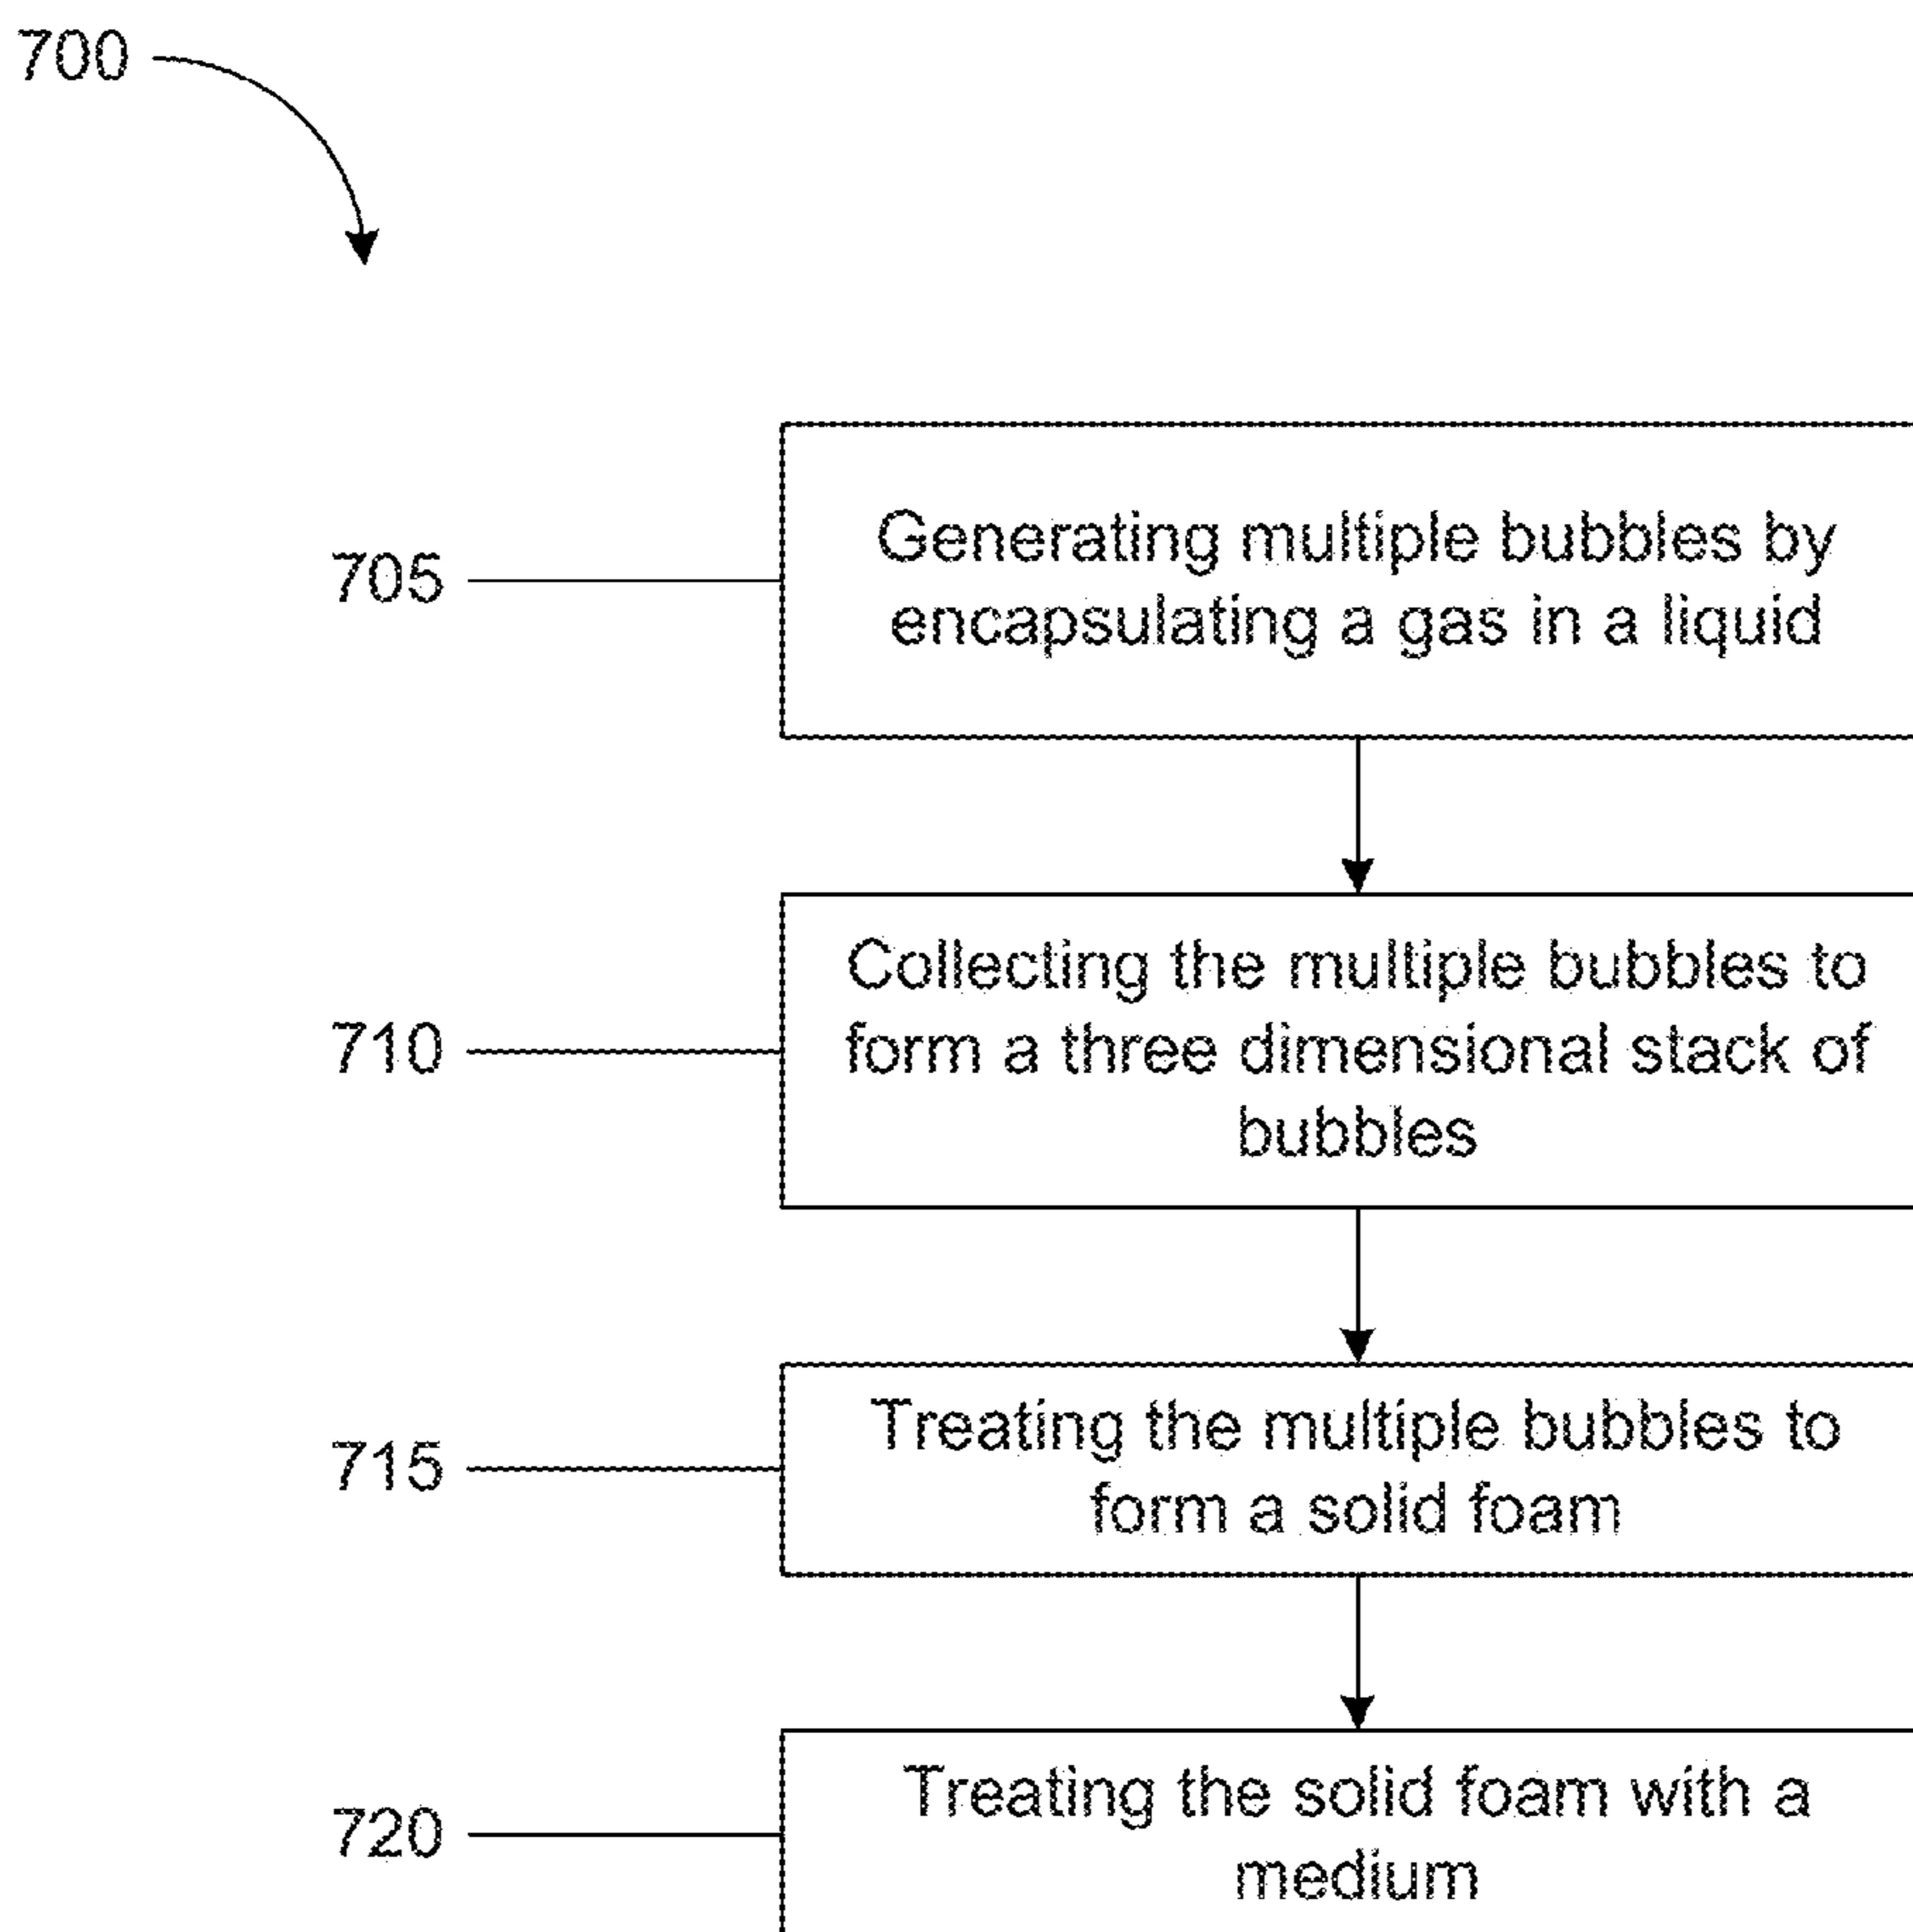 700
705
Generating multiple bubbles by
encapsulating a gas in a liquid
710
Collecting the multiple bubbles to
form a three dimensional stack of
bubbles
715
Treating the multiple bubbles to
form a solid foam
720
Treating the solid foam with a
medium